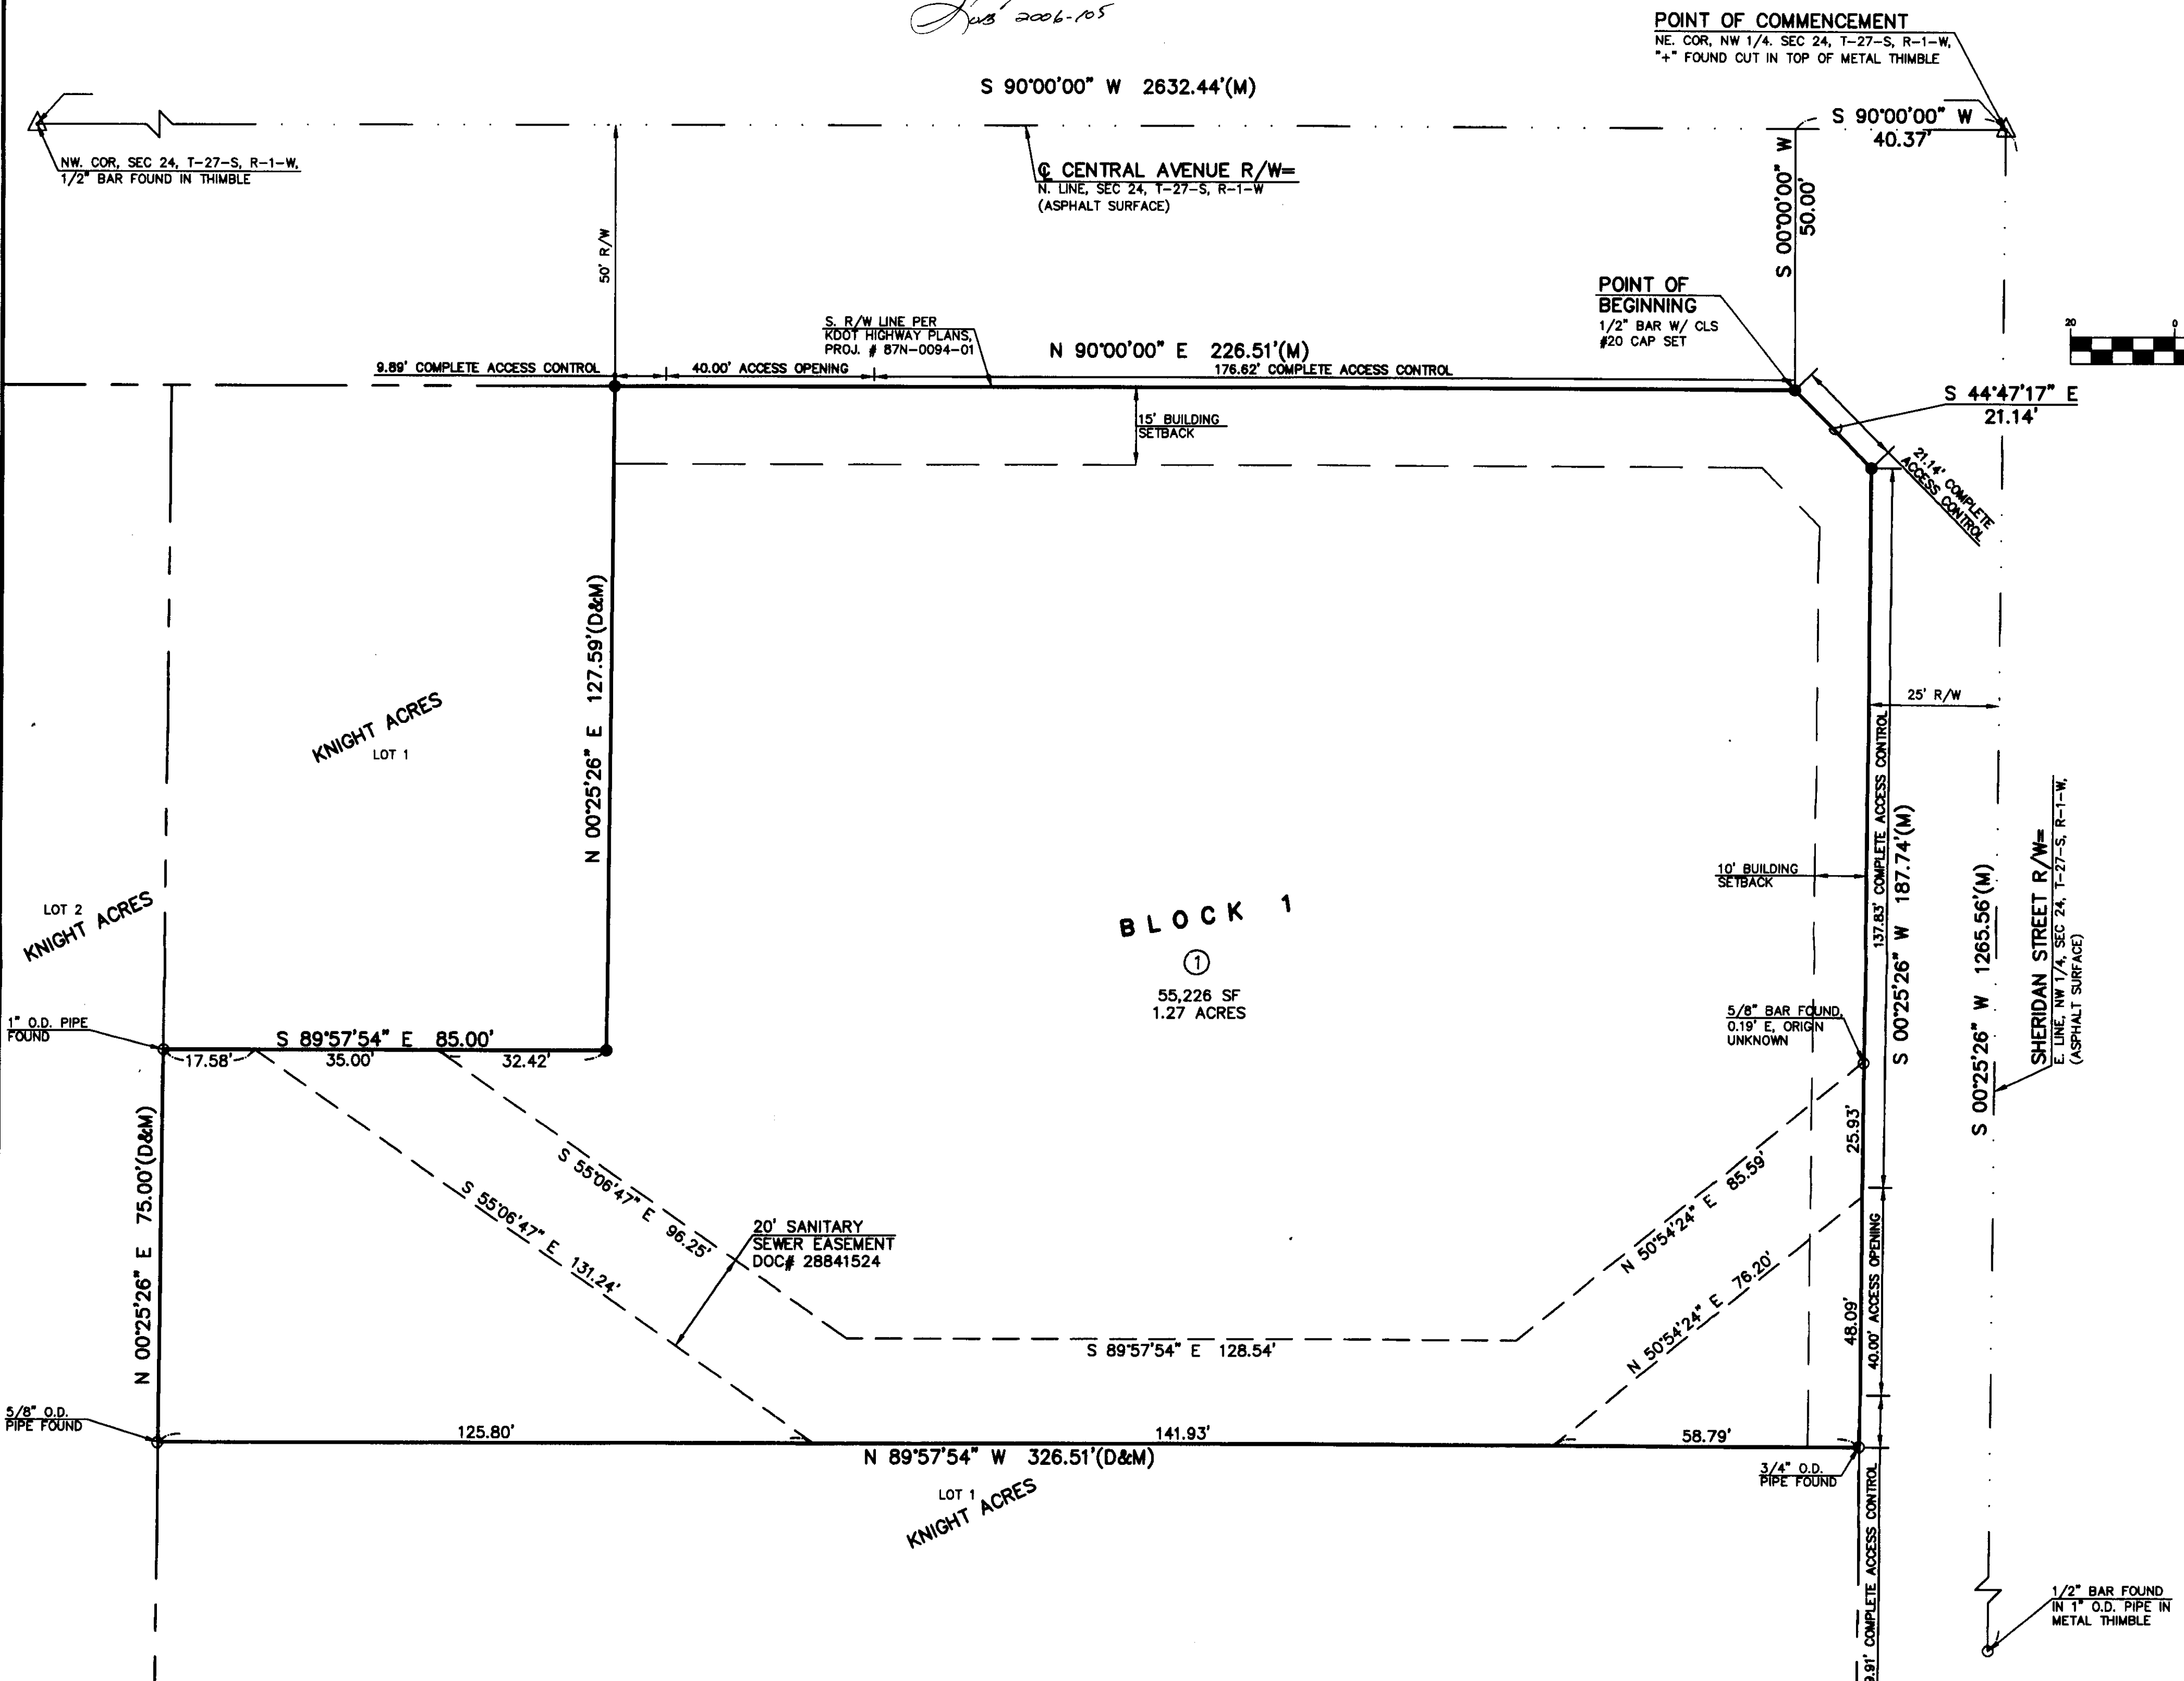 2006-105
POINT OF COMMENCEMENT
NE. COR, NW 1/4. SEC 24, T-27-S, R-1-W,
"+" FOUND CUT IN TOP OF METAL THIMBLE
S 90°00'00" W 2632.44'(M)
S 90°00'00" W
40.37'
NW. COR, SEC 24, T-27-S, R-1-W,
1/2" BAR FOUND IN THIMBLE
℄ CENTRAL AVENUE R/W=
N. LINE, SEC 24, T-27-S, R-1-W
(ASPHALT SURFACE)
S 00°00'00" W
50.00'
50' R/W
POINT OF
BEGINNING
1/2" BAR W/ CLS
#20 CAP SET
20 0
S. R/W LINE PER
KDOT HIGHWAY PLANS,
PROJ. # 87N-0094-01
N 90°00'00" E 226.51'(M)
9.89' COMPLETE ACCESS CONTROL
40.00' ACCESS OPENING
176.62' COMPLETE ACCESS CONTROL
S 44°47'17" E
21.14'
15' BUILDING
SETBACK
21.14' COMPLETE
ACCESS CONTROL
N 00°25'26" E 127.59'(D&M)
KNIGHT ACRES
LOT 1
25' R/W
137.83' COMPLETE ACCESS CONTROL
S 00°25'26" W 187.74'(M)
S 00°25'26" W 1265.56'(M)
SHERIDAN STREET R/W=
E. LINE, NW 1/4, SEC 24, T-27-S, R-1-W,
(ASPHALT SURFACE)
10' BUILDING
SETBACK
LOT 2
KNIGHT ACRES
BLOCK 1
1
55,226 SF
1.27 ACRES
1" O.D. PIPE
FOUND
S 89°57'54" E 85.00'
17.58'
35.00'
32.42'
5/8" BAR FOUND,
0.19' E, ORIGIN
UNKNOWN
N 00°25'26" E 75.00'(D&M)
S 55°06'47" E 96.25'
S 55°06'47" E 131.24'
20' SANITARY
SEWER EASEMENT
DOC# 28841524
N 50°54'24" E 85.59'
N 50°54'24" E 76.20'
25.93'
48.09'
40.00' ACCESS OPENING
S 89°57'54" E 128.54'
5/8" O.D.
PIPE FOUND
125.80'
141.93'
58.79'
N 89°57'54" W 326.51'(D&M)
3/4" O.D.
PIPE FOUND
LOT 1
KNIGHT ACRES
9.91' COMPLETE ACCESS CONTROL
1/2" BAR FOUND
IN 1" O.D. PIPE IN
METAL THIMBLE